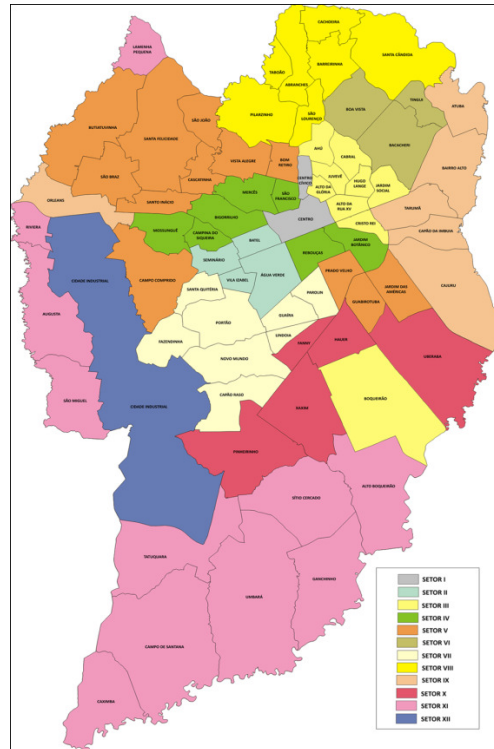 LAMENHA
PEQUENA
CACHOEIRA
SANTA CÂNDIDA
TABOÃO
BARREIRINHA
ABRANCHES
BUTIATUVINHA
SÃO JOÃO
SANTA FELICIDADE
PILARZINHO
SÃO
LOURENÇO
BOA VISTA
TINGUI
ATUBA
BACACHERI
SÃO BRAZ
CASCATINHA
VISTA ALEGRE
BOM
RETIRO
AHÚ
CABRAL
BAIRRO ALTO
CENTRO
CÍVICO
JUVEVÊ
HUGO
LANGE
JARDIM
SOCIAL
SANTO INÁCIO
MERCÊS
SÃO
FRANCISCO
ALTO DA
GLÓRIA
ALTO DA
RUA XV
TARUMÃ
ORLEANS
BIGORRILHO
CENTRO
CRISTO REI
CAPÃO DA IMBUIA
RIVIERA
MOSSUNGUÊ
CAMPINA DO
SIQUEIRA
BATEL
JARDIM
BOTÂNICO
REBOUÇAS
SEMINÁRIO
CIDADE INDUSTRIAL
CAMPO COMPRIDO
VILA IZABEL
ÁGUA VERDE
PRADO VELHO
CAJURU
SANTA QUITÉRIA
PAROLIN
JARDIM DAS
AMÉRICAS
GUABIROTUBA
AUGUSTA
PORTÃO
GUAÍRA
LINDOIA
FAZENDINHA
FANNY
HAUER
UBERABA
NOVO MUNDO
SÃO MIGUEL
CAPÃO RASO
BOQUEIRÃO
CIDADE INDUSTRIAL
XAXIM
PINHEIRINHO
SÍTIO CERCADO
ALTO BOQUEIRÃO
TATUQUARA
GANCHINHO
UMBARÁ
CAMPO DE SANTANA
CAXIMBA
SETOR I
SETOR II
SETOR III
SETOR IV
SETOR V
SETOR VI
SETOR VII
SETOR VIII
SETOR IX
SETOR X
SETOR XI
SETOR XII